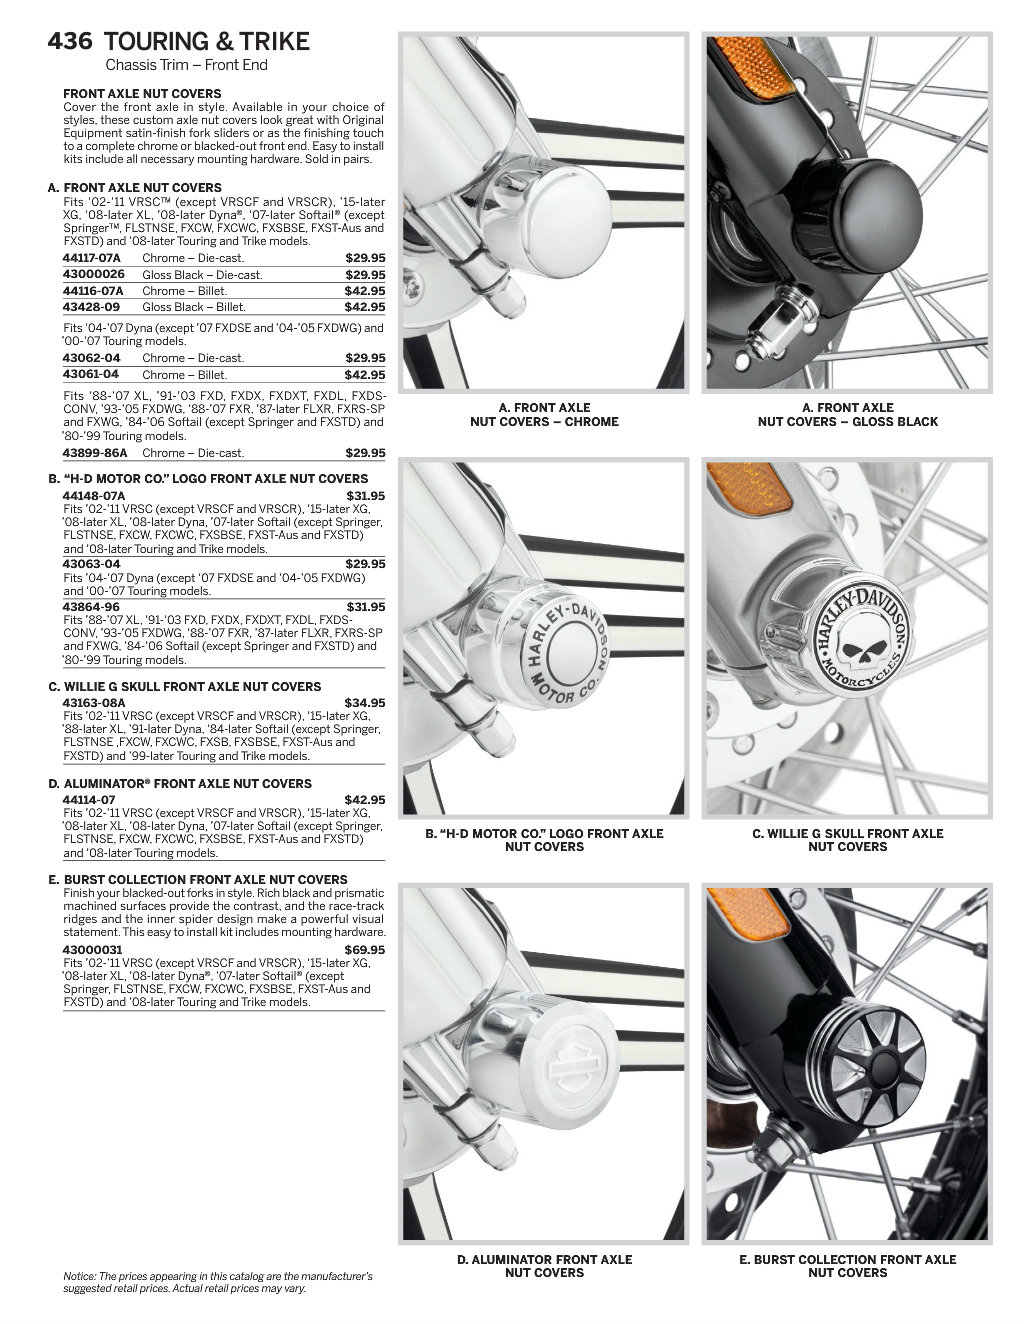 436 TOURING & TRIKE
Chassis Trim – Front End
FRONT AXLE NUT COVERS
Cover the front axle in style. Available in your choice of
styles, these custom axle nut covers look great with Original
Equipment satin-finish fork sliders or as the finishing touch
to a complete chrome or blacked-out front end. Easy to install
kits include all necessary mounting hardware. Sold in pairs.
A. FRONT AXLE NUT COVERS
Fits '02-'11 VRSC™ (except VRSCF and VRSCR), '15-later
XG, '08-later XL, '08-later Dyna®, '07-later Softail® (except
Springer™, FLSTNSE, FXCW, FXCWC, FXSBSE, FXST-Aus and
FXSTD) and '08-later Touring and Trike models.
44117-07A Chrome – Die-cast. $29.95
43000026 Gloss Black – Die-cast. $29.95
44116-07A Chrome – Billet. $42.95
43428-09 Gloss Black – Billet. $42.95
Fits '04-'07 Dyna (except '07 FXDSE and '04-'05 FXDWG) and
'00-'07 Touring models.
43062-04 Chrome – Die-cast. $29.95
43061-04 Chrome – Billet. $42.95
Fits '88-'07 XL, '91-'03 FXD, FXDX, FXDXT, FXDL, FXDS-
CONV, '93-'05 FXDWG, '88-'07 FXR, '87-later FLXR, FXRS-SP
and FXWG, '84-'06 Softail (except Springer and FXSTD) and
'80-'99 Touring models.
43899-86A Chrome – Die-cast. $29.95
B. “H-D MOTOR CO.” LOGO FRONT AXLE NUT COVERS
44148-07A $31.95
Fits '02-'11 VRSC (except VRSCF and VRSCR), '15-later XG,
'08-later XL, '08-later Dyna, '07-later Softail (except Springer,
FLSTNSE, FXCW, FXCWC, FXSBSE, FXST-Aus and FXSTD)
and '08-later Touring and Trike models.
43063-04 $29.95
Fits '04-'07 Dyna (except '07 FXDSE and '04-'05 FXDWG)
and '00-'07 Touring models.
43864-96 $31.95
Fits '88-'07 XL, '91-'03 FXD, FXDX, FXDXT, FXDL, FXDS-
CONV, '93-'05 FXDWG, '88-'07 FXR, '87-later FLXR, FXRS-SP
and FXWG, '84-'06 Softail (except Springer and FXSTD) and
'80-'99 Touring models.
C. WILLIE G SKULL FRONT AXLE NUT COVERS
43163-08A $34.95
Fits '02-'11 VRSC (except VRSCF and VRSCR), '15-later XG,
'88-later XL, '91-later Dyna, '84-later Softail (except Springer,
FLSTNSE ,FXCW, FXCWC, FXSB, FXSBSE, FXST-Aus and
FXSTD) and '99-later Touring and Trike models.
D. ALUMINATOR® FRONT AXLE NUT COVERS
44114-07 $42.95
Fits '02-'11 VRSC (except VRSCF and VRSCR), '15-later XG,
'08-later XL, '08-later Dyna, '07-later Softail (except Springer,
FLSTNSE, FXCW, FXCWC, FXSBSE, FXST-Aus and FXSTD)
and '08-later Touring models.
E. BURST COLLECTION FRONT AXLE NUT COVERS
Finish your blacked-out forks in style. Rich black and prismatic
machined surfaces provide the contrast, and the race-track
ridges and the inner spider design make a powerful visual
statement. This easy to install kit includes mounting hardware.
43000031 $69.95
Fits '02-'11 VRSC (except VRSCF and VRSCR), '15-later XG,
'08-later XL, '08-later Dyna®, '07-later Softail® (except
Springer, FLSTNSE, FXCW, FXCWC, FXSBSE, FXST-Aus and
FXSTD) and '08-later Touring and Trike models.
Notice: The prices appearing in this catalog are the manufacturer's
suggested retail prices. Actual retail prices may vary.
A. FRONT AXLE
NUT COVERS – CHROME
A. FRONT AXLE
NUT COVERS – GLOSS BLACK
HARLEY-DAVIDSON
MOTOR CO.
B. “H-D MOTOR CO.” LOGO FRONT AXLE
NUT COVERS
HARLEY-DAVIDSON
MOTORCYCLES
C. WILLIE G SKULL FRONT AXLE
NUT COVERS
D. ALUMINATOR FRONT AXLE
NUT COVERS
E. BURST COLLECTION FRONT AXLE
NUT COVERS